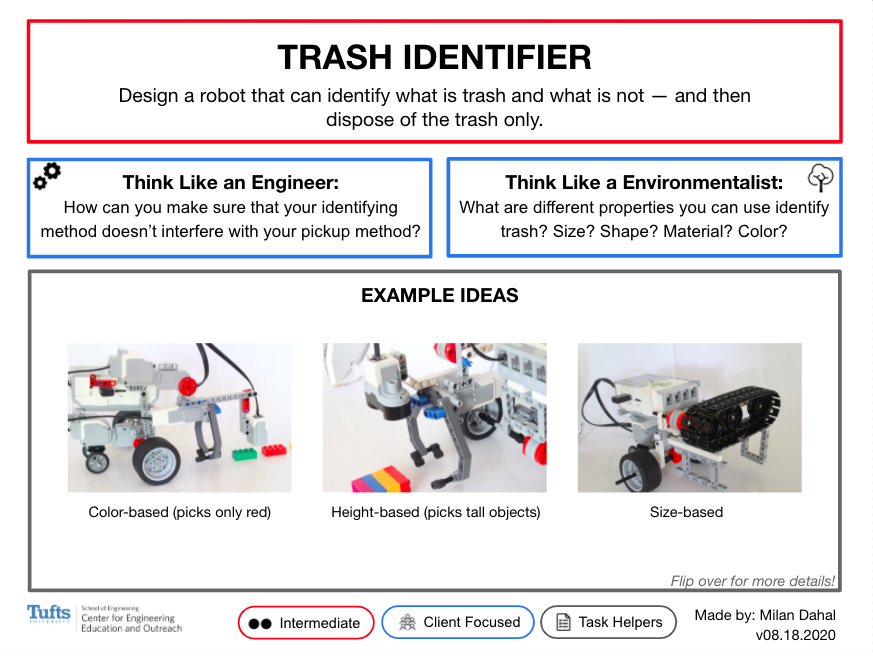 TRASH IDENTIFIER
Design a robot that can identify what is trash and what is not — and then
dispose of the trash only.
Think Like an Engineer:
How can you make sure that your identifying
method doesn't interfere with your pickup method?
Think Like a Environmentalist:
What are different properties you can use identify
trash? Size? Shape? Material? Color?
EXAMPLE IDEAS
Color-based (picks only red)
Height-based (picks tall objects)
Size-based
Flip over for more details!
Tufts
UNIVERSITY
School of Engineering
Center for Engineering
Education and Outreach
Intermediate
Client Focused
Task Helpers
Made by: Milan Dahal
v08.18.2020